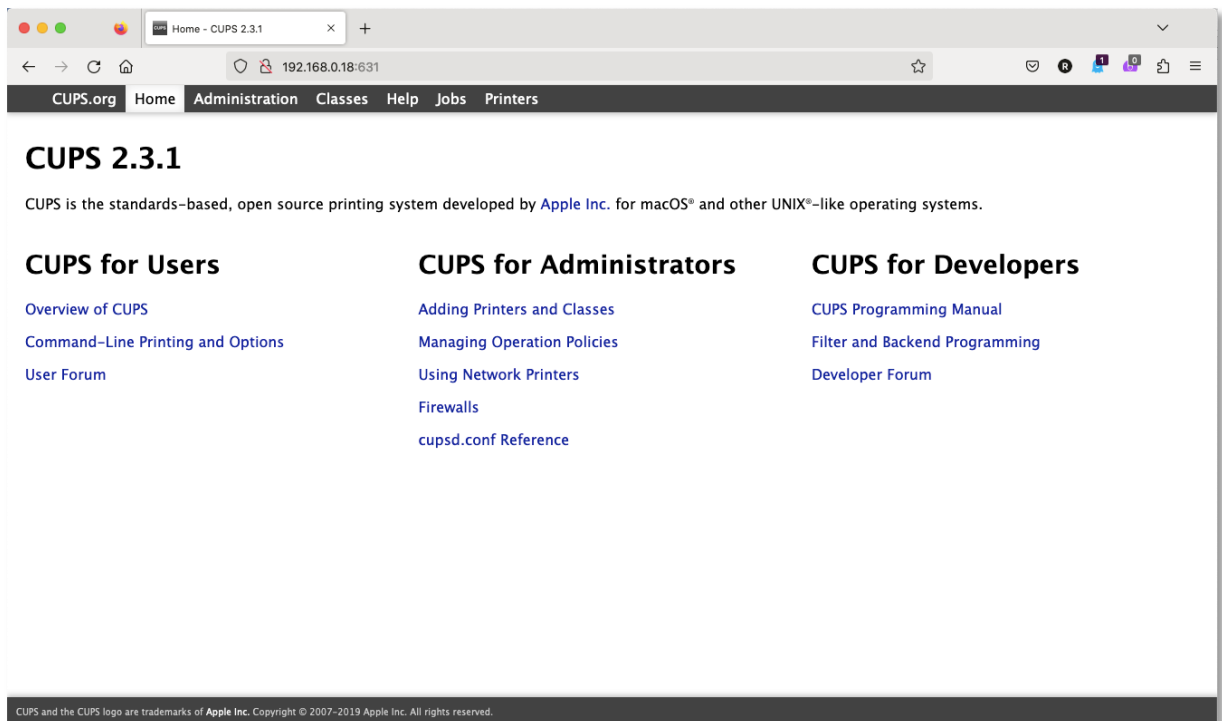 CUPS Home - CUPS 2.3.1
192.168.0.18:631
R 1 0
CUPS.org Home Administration Classes Help Jobs Printers
CUPS 2.3.1
CUPS is the standards-based, open source printing system developed by Apple Inc. for macOS® and other UNIX®-like operating systems.
CUPS for Users
Overview of CUPS
Command-Line Printing and Options
User Forum
CUPS for Administrators
Adding Printers and Classes
Managing Operation Policies
Using Network Printers
Firewalls
cupsd.conf Reference
CUPS for Developers
CUPS Programming Manual
Filter and Backend Programming
Developer Forum
CUPS and the CUPS logo are trademarks of Apple Inc. Copyright © 2007-2019 Apple Inc. All rights reserved.